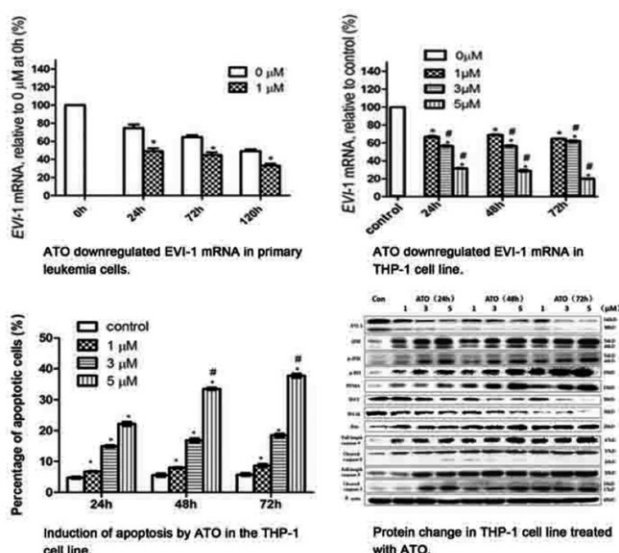 EVI-1 mRNA, relative to 0 μM at 0h (%)
140
120
100
80
60
40
20
0
0 μM
1 μM
* * *
0h 24h 72h 120h
ATO downregulated EVI-1 mRNA in primary
leukemia cells.
EVI-1 mRNA, relative to control (%)
140
120
100
80
60
40
20
0
0μM
1μM
3μM
5μM
control 24h 48h 72h
ATO downregulated EVI-1 mRNA in
THP-1 cell line.
Percentage of apoptotic cells (%)
50
40
30
20
10
0
control
1 μM
3 μM
5 μM
# #
24h 48h 72h
Induction of apoptosis by ATO in the THP-1
cell line.
Con ATO (24h) ATO (48h) ATO (72h)
1 3 5 1 3 5 1 3 5 (μM)
JNK
p-JNK
Bax
Protein change in THP-1 cell line treated
with ATO.